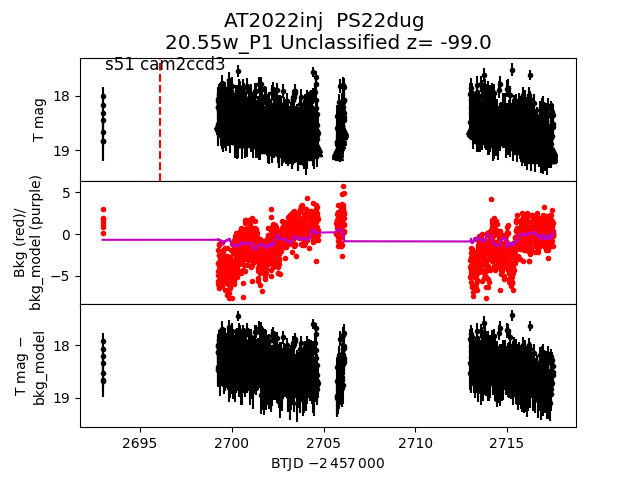 AT2022inj  PS22dug
20.55w_P1 Unclassified z= -99.0
s51 cam2ccd3
18
19
T mag
5
0
−5
Bkg (red)/
bkg_model (purple)
18
19
T mag −
bkg_model
2695 2700 2705 2710 2715
BTJD −2 457 000